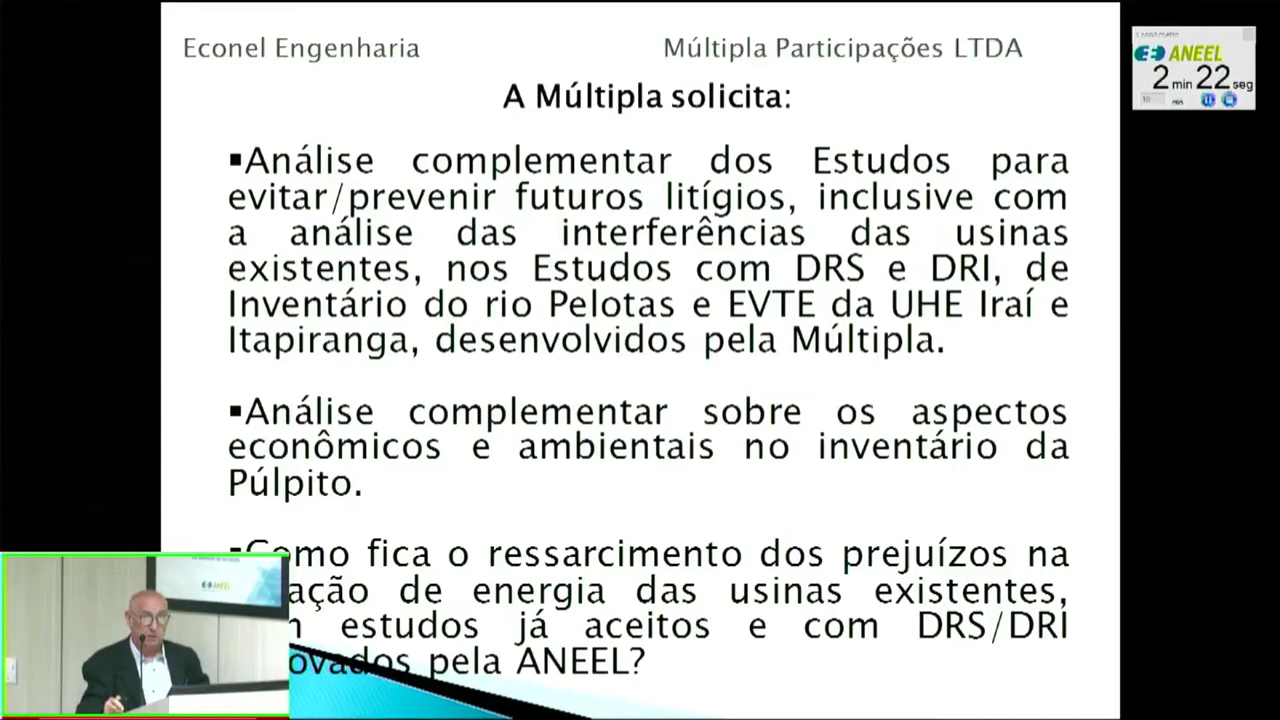 Econel Engenharia Múltipla Participações LTDA
ANEEL
2 min 22 seg
10 min
A Múltipla solicita:
▪Análise complementar dos Estudos para
evitar/prevenir futuros litígios, inclusive com
a análise das interferências das usinas
existentes, nos Estudos com DRS e DRI, de
Inventário do rio Pelotas e EVTE da UHE Iraí e
Itapiranga, desenvolvidos pela Múltipla.
▪Análise complementar sobre os aspectos
econômicos e ambientais no inventário da
Púlpito.
▪Como fica o ressarcimento dos prejuízos na
de energia das usinas existentes,
estudos já aceitos e com DRS/DRI
pela ANEEL?
ANEEL